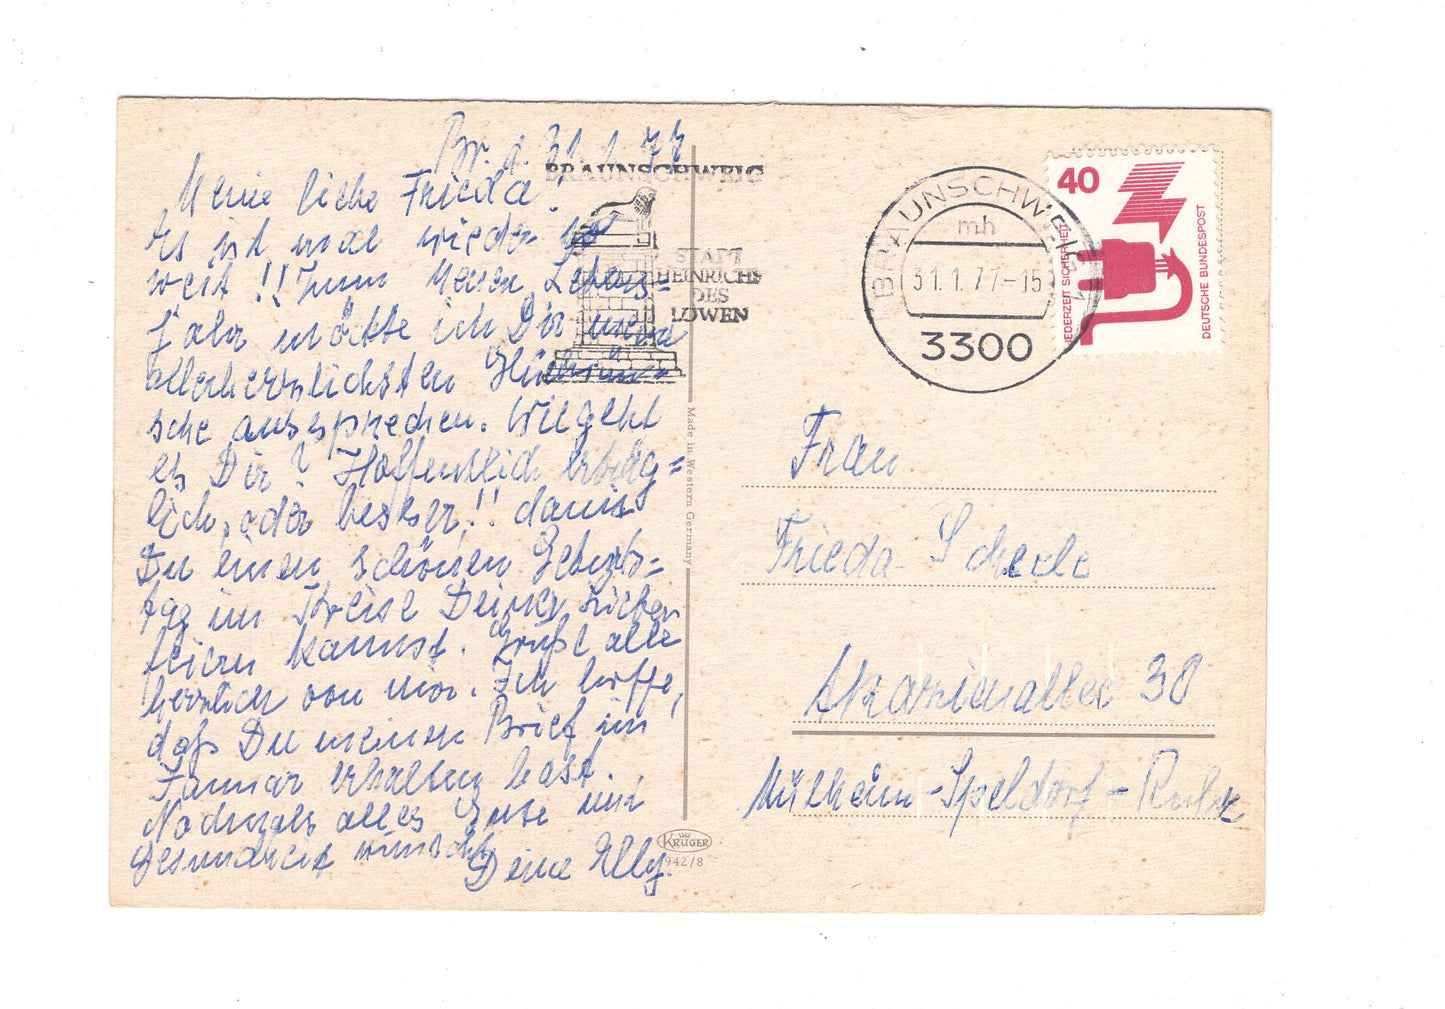 Br. d. 31. 1. 77
Meine liebe Frieda!
Es ist mal wieder so
weit!! Zum neuen Lebens=
jahr möchte ich Dir meine
allerherzlichsten Glückwün=
sche aussprechen. Wie geht
es Dir? Hoffentlich erträg=
lich, oder besser!! damit
Du einen schönen Geburts=
tag im Kreise Deiner Lieben
feiern kannst. Grüße alle
herzlich von mir. Ich hoffe,
daß Du meinen Brief im
Januar erhalten hast.
Nochmals alles Gute und
Gesundheit wünscht
Deine Elly.
BRAUNSCHWEIG
STADT
HEINRICHS
DES
LÖWEN
Made in Western Germany
KRÜGER
942/8
BRAUNSCHWEIG 1
mh
31.1.77-15
3300
40
JEDERZEIT SICHERHEIT
DEUTSCHE BUNDESPOST
Frau
Frieda
30
Mülheim-Speldorf-Ruhr